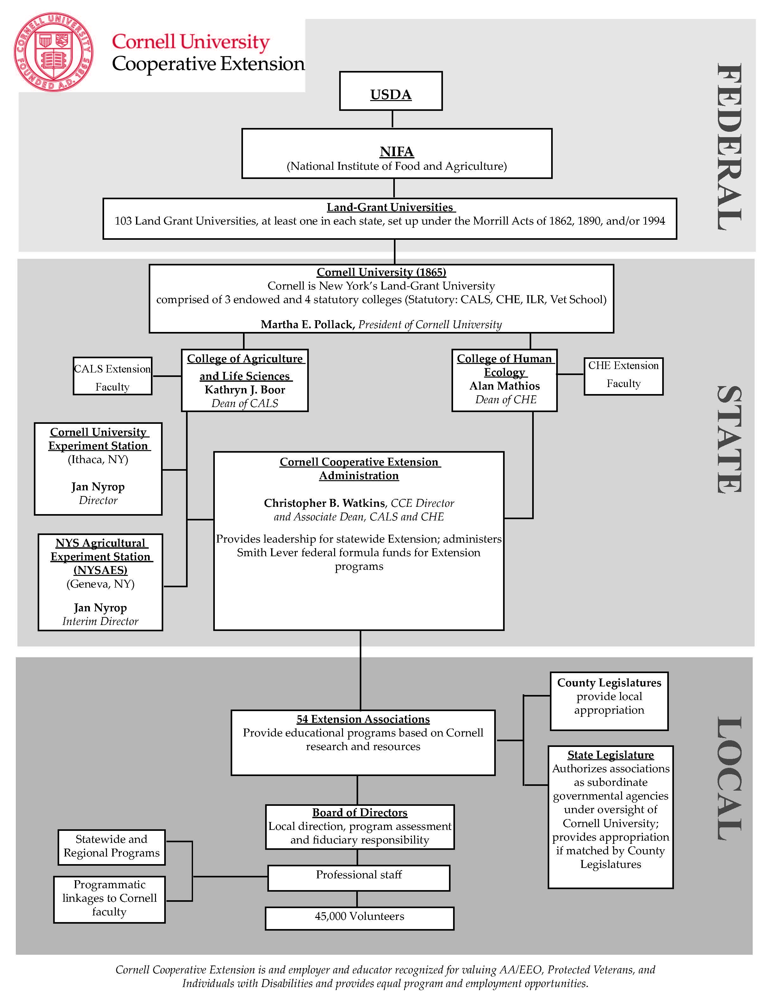 CORNELL UNIVERSITY
FOUNDED A.D. 1865
Cornell University
Cooperative Extension
FEDERAL
USDA
NIFA
(National Institute of Food and Agriculture)
Land-Grant Universities
103 Land Grant Universities, at least one in each state, set up under the Morrill Acts of 1862, 1890, and/or 1994
STATE
Cornell University (1865)
Cornell is New York’s Land-Grant University
comprised of 3 endowed and 4 statutory colleges (Statutory: CALS, CHE, ILR, Vet School)
Martha E. Pollack, President of Cornell University
CALS Extension
Faculty
College of Agriculture
and Life Sciences
Kathryn J. Boor
Dean of CALS
College of Human
Ecology
Alan Mathios
Dean of CHE
CHE Extension
Faculty
Cornell University
Experiment Station
(Ithaca, NY)
Jan Nyrop
Director
NYS Agricultural
Experiment Station
(NYSAES)
(Geneva, NY)
Jan Nyrop
Interim Director
Cornell Cooperative Extension
Administration
Christopher B. Watkins, CCE Director
and Associate Dean, CALS and CHE
Provides leadership for statewide Extension; administers
Smith Lever federal formula funds for Extension
programs
LOCAL
54 Extension Associations
Provide educational programs based on Cornell
research and resources
County Legislatures
provide local
appropriation
State Legislature
Authorizes associations
as subordinate
governmental agencies
under oversight of
Cornell University;
provides appropriation
if matched by County
Legislatures
Board of Directors
Local direction, program assessment
and fiduciary responsibility
Statewide and
Regional Programs
Programmatic
linkages to Cornell
faculty
Professional staff
45,000 Volunteers
Cornell Cooperative Extension is and employer and educator recognized for valuing AA/EEO, Protected Veterans, and
Individuals with Disabilities and provides equal program and employment opportunities.